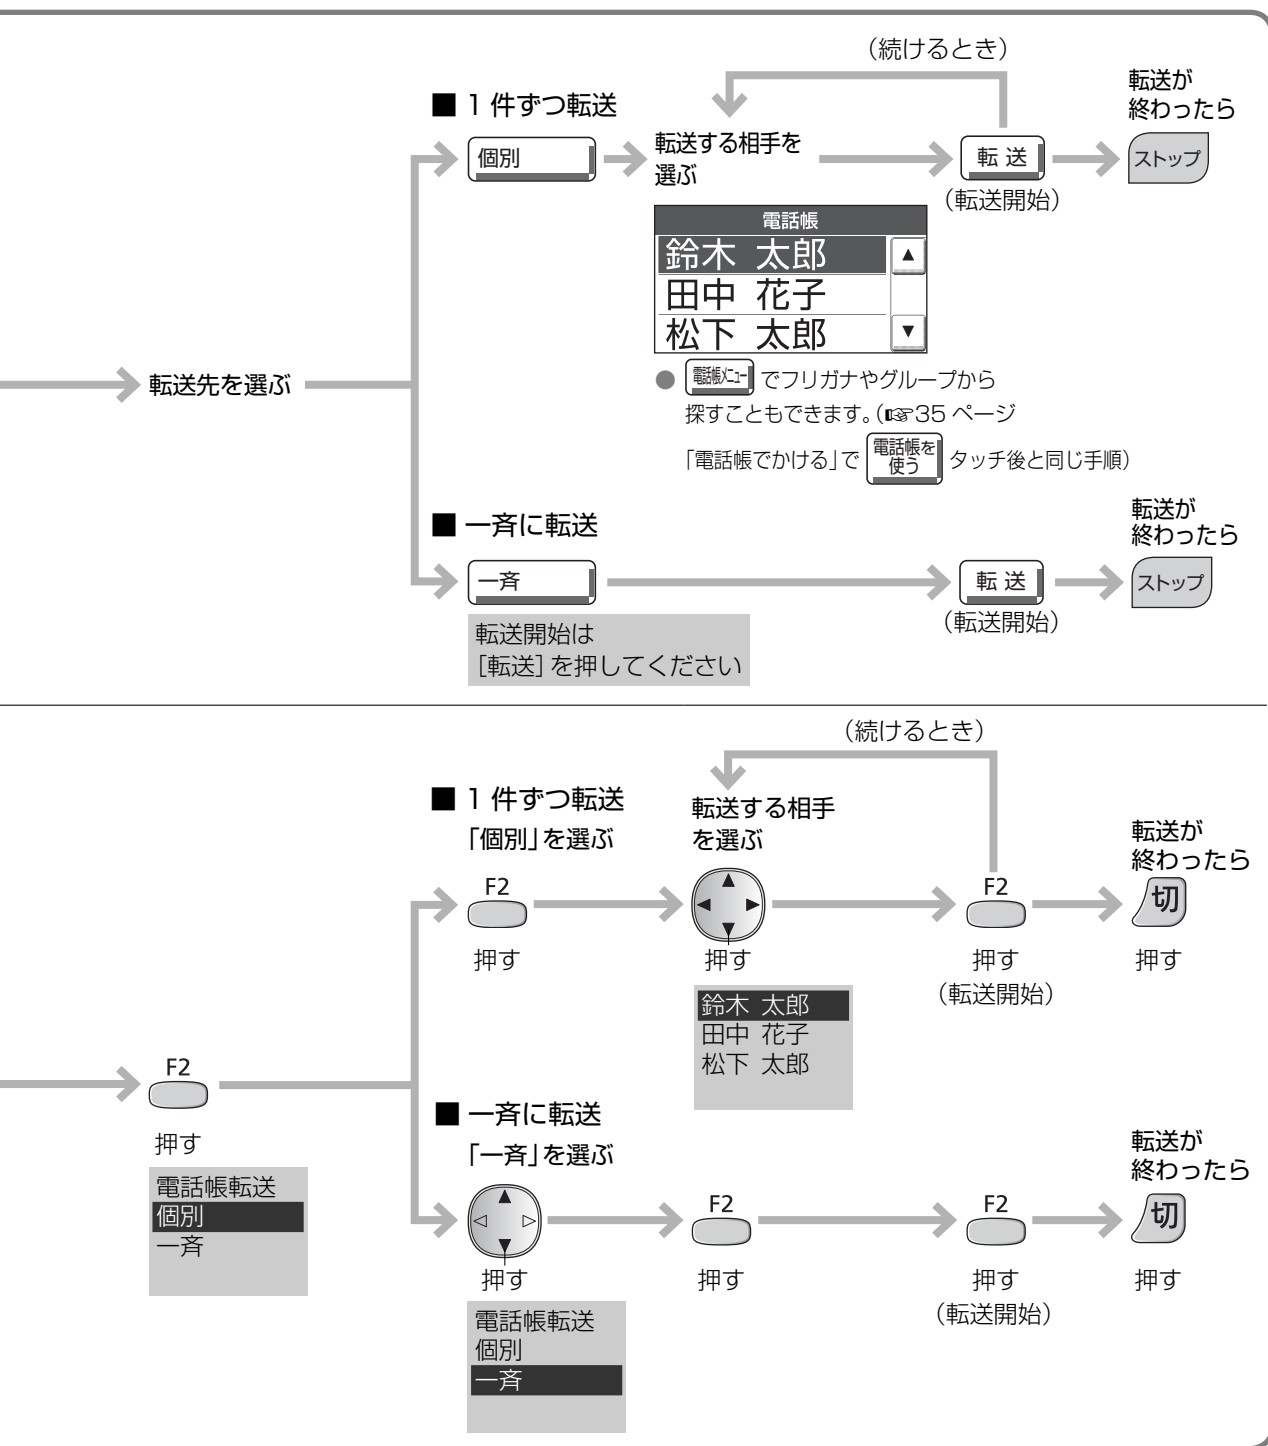 （続けるとき）
■ 1 件ずつ転送
個別
転送する相手を
選ぶ
転 送
（転送開始）
転送が
終わったら
ストップ
電話帳
鈴木 太郎
田中 花子
松下 太郎
● 電話帳メニュー でフリガナやグループから
探すこともできます。（☞35 ページ
「電話帳でかける」で 電話帳を使う タッチ後と同じ手順）
転送先を選ぶ
■ 一斉に転送
一斉
転送開始は
［転送］を押してください
転 送
（転送開始）
転送が
終わったら
ストップ
（続けるとき）
■ 1 件ずつ転送
「個別」を選ぶ
F2
押す
転送する相手
を選ぶ
押す
鈴木 太郎
田中 花子
松下 太郎
F2
押す
（転送開始）
転送が
終わったら
切
押す
F2
押す
電話帳転送
個別
一斉
■ 一斉に転送
「一斉」を選ぶ
押す
電話帳転送
個別
一斉
F2
押す
F2
押す
（転送開始）
転送が
終わったら
切
押す